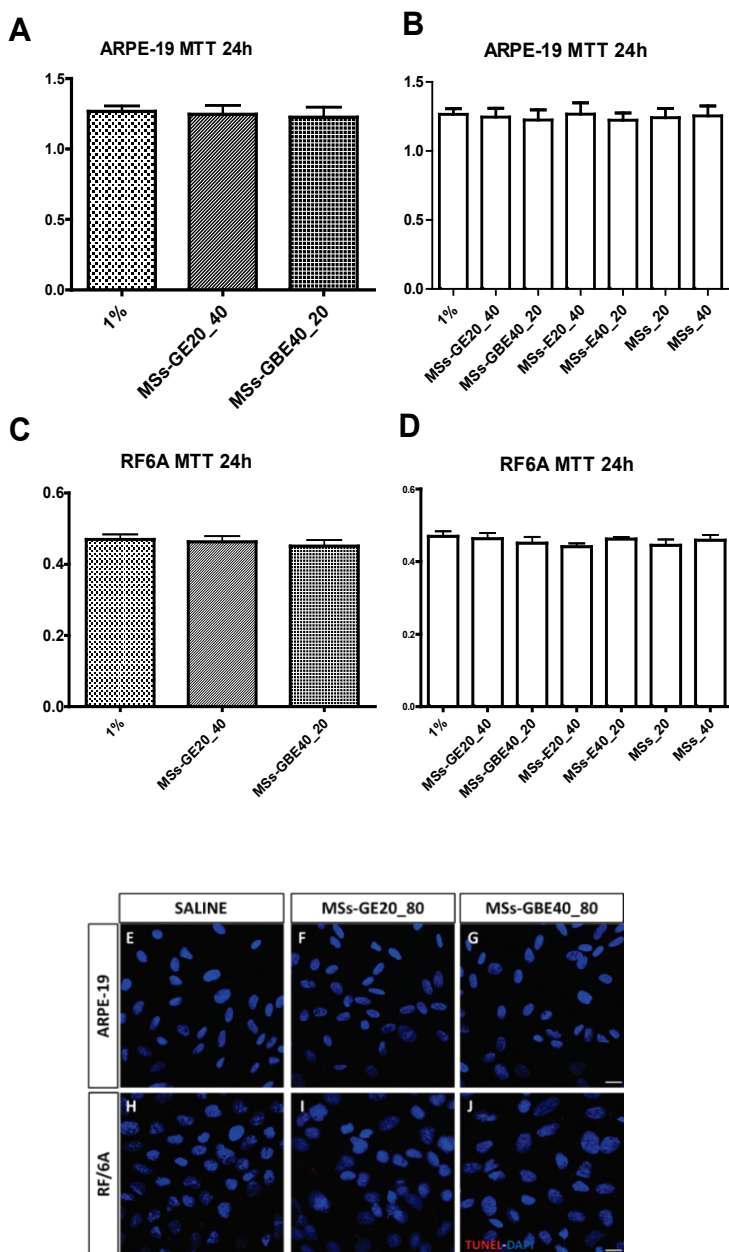 A
ARPE-19 MTT 24h
1.5
1.0
0.5
0.0
1%
MSs-GE20_40
MSs-GBE40_20
B
ARPE-19 MTT 24h
1.5
1.0
0.5
0.0
1%
MSs-GE20_40
MSs-GBE40_20
MSs-E20_40
MSs-E40_20
MSs_20
MSs_40
C
RF6A MTT 24h
0.6
0.4
0.2
0.0
1%
MSs-GE20_40
MSs-GBE40_20
D
RF6A MTT 24h
0.6
0.4
0.2
0.0
1%
MSs-GE20_40
MSs-GBE40_20
MSs-E20_40
MSs-E40_20
MSs_20
MSs_40
SALINE
MSs-GE20_80
MSs-GBE40_80
ARPE-19
E
F
G
RF/6A
H
I
J
TUNEL-DAPI